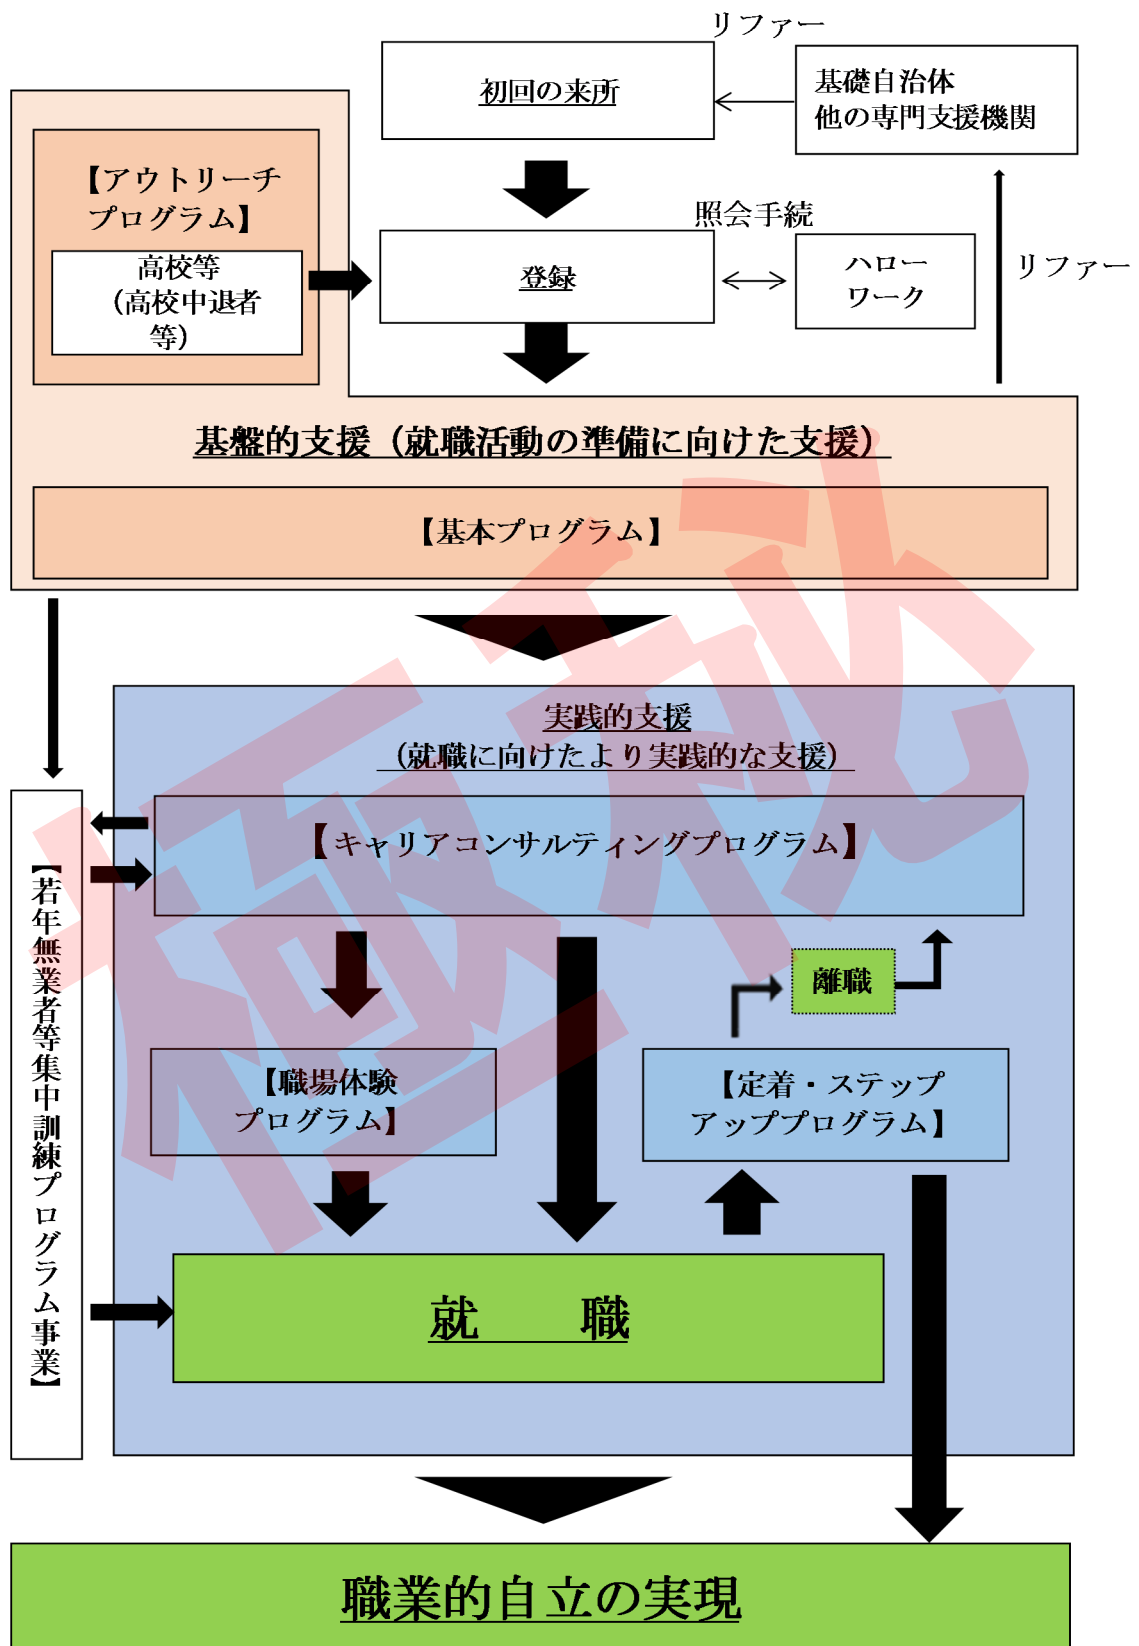 リファー
初回の来所
基礎自治体
他の専門支援機関
【アウトリーチ
プログラム】
高校等
（高校中退者
等）
照会手続
登録
ハロー
ワーク
リファー
基盤的支援（就職活動の準備に向けた支援）
【基本プログラム】
実践的支援
（就職に向けたより実践的な支援）
【キャリアコンサルティングプログラム】
【若年無業者等集中訓練プログラム事業】
離職
【職場体験
プログラム】
【定着・ステップ
アッププログラム】
就　　職
職業的自立の実現
極秘